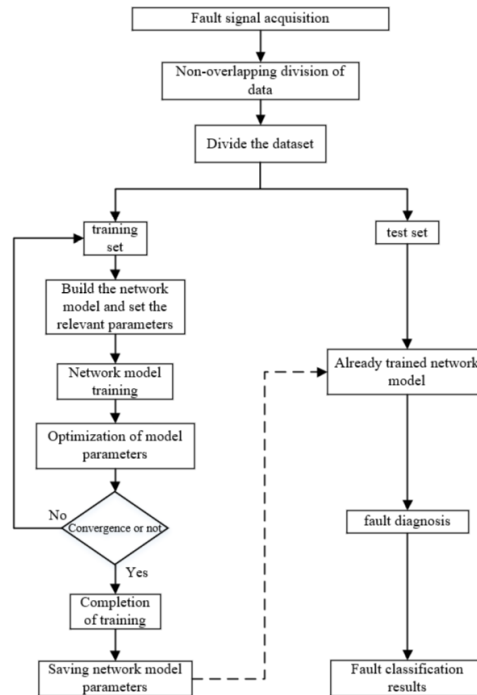 Fault signal acquisition
Non-overlapping division of
data
Divide the dataset
training
set
test set
Build the network
model and set the
relevant parameters
Network model
training
Already trained network
model
Optimization of model
parameters
No
Convergence or not
fault diagnosis
Yes
Completion
of training
Saving network model
parameters
Fault classification
results